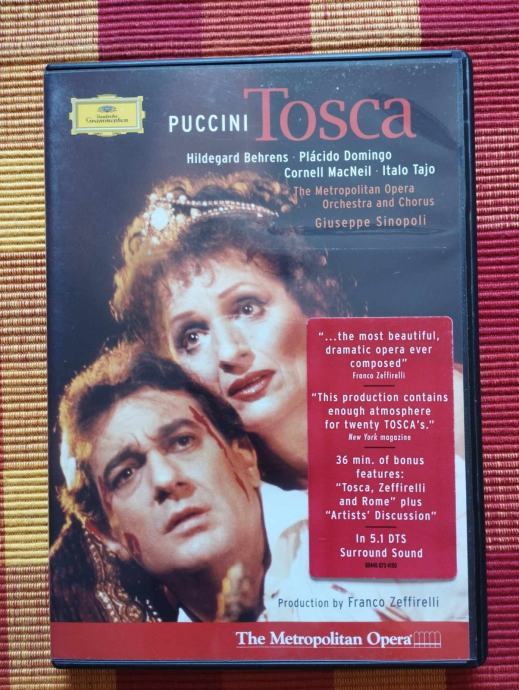 Deutsche
Grammophon
PUCCINI Tosca
Hildegard Behrens · Plácido Domingo
Cornell MacNeil · Italo Tajo
The Metropolitan Opera
Orchestra and Chorus
Giuseppe Sinopoli
“...the most beautiful,
dramatic opera ever
composed”
Franco Zeffirelli
“This production contains
enough atmosphere
for twenty TOSCA's.”
New York magazine
36 min. of bonus
features:
“Tosca, Zeffirelli
and Rome” plus
“Artists' Discussion”
In 5.1 DTS
Surround Sound
Production by Franco Zeffirelli
The Metropolitan Opera